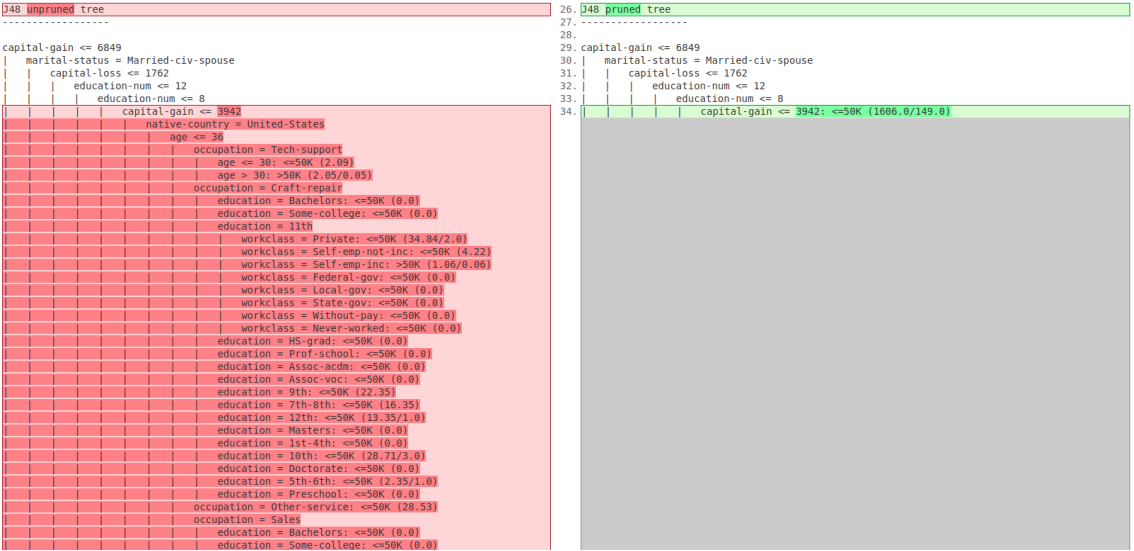 J48 unpruned tree
------------------

capital-gain <= 6849
|   marital-status = Married-civ-spouse
|   |   capital-loss <= 1762
|   |   |   education-num <= 12
|   |   |   |   education-num <= 8
|   |   |   |   |   capital-gain <= 3942
|   |   |   |   |   |   native-country = United-States
|   |   |   |   |   |   |   age <= 36
|   |   |   |   |   |   |   |   occupation = Tech-support
|   |   |   |   |   |   |   |   |   age <= 30: <=50K (2.09)
|   |   |   |   |   |   |   |   |   age > 30: >50K (2.05/0.05)
|   |   |   |   |   |   |   |   occupation = Craft-repair
|   |   |   |   |   |   |   |   |   education = Bachelors: <=50K (0.0)
|   |   |   |   |   |   |   |   |   education = Some-college: <=50K (0.0)
|   |   |   |   |   |   |   |   |   education = 11th
|   |   |   |   |   |   |   |   |   |   workclass = Private: <=50K (34.84/2.0)
|   |   |   |   |   |   |   |   |   |   workclass = Self-emp-not-inc: <=50K (4.22)
|   |   |   |   |   |   |   |   |   |   workclass = Self-emp-inc: >50K (1.06/0.06)
|   |   |   |   |   |   |   |   |   |   workclass = Federal-gov: <=50K (0.0)
|   |   |   |   |   |   |   |   |   |   workclass = Local-gov: <=50K (0.0)
|   |   |   |   |   |   |   |   |   |   workclass = State-gov: <=50K (0.0)
|   |   |   |   |   |   |   |   |   |   workclass = Without-pay: <=50K (0.0)
|   |   |   |   |   |   |   |   |   |   workclass = Never-worked: <=50K (0.0)
|   |   |   |   |   |   |   |   |   education = HS-grad: <=50K (0.0)
|   |   |   |   |   |   |   |   |   education = Prof-school: <=50K (0.0)
|   |   |   |   |   |   |   |   |   education = Assoc-acdm: <=50K (0.0)
|   |   |   |   |   |   |   |   |   education = Assoc-voc: <=50K (0.0)
|   |   |   |   |   |   |   |   |   education = 9th: <=50K (22.35)
|   |   |   |   |   |   |   |   |   education = 7th-8th: <=50K (16.35)
|   |   |   |   |   |   |   |   |   education = 12th: <=50K (13.35/1.0)
|   |   |   |   |   |   |   |   |   education = Masters: <=50K (0.0)
|   |   |   |   |   |   |   |   |   education = 1st-4th: <=50K (0.0)
|   |   |   |   |   |   |   |   |   education = 10th: <=50K (28.71/3.0)
|   |   |   |   |   |   |   |   |   education = Doctorate: <=50K (0.0)
|   |   |   |   |   |   |   |   |   education = 5th-6th: <=50K (2.35/1.0)
|   |   |   |   |   |   |   |   |   education = Preschool: <=50K (0.0)
|   |   |   |   |   |   |   |   occupation = Other-service: <=50K (28.53)
|   |   |   |   |   |   |   |   occupation = Sales
|   |   |   |   |   |   |   |   |   education = Bachelors: <=50K (0.0)
|   |   |   |   |   |   |   |   |   education = Some-college: <=50K (0.0)
26. J48 pruned tree
27. ------------------
28.
29. capital-gain <= 6849
30. |   marital-status = Married-civ-spouse
31. |   |   capital-loss <= 1762
32. |   |   |   education-num <= 12
33. |   |   |   |   education-num <= 8
34. |   |   |   |   |   capital-gain <= 3942: <=50K (1606.0/149.0)